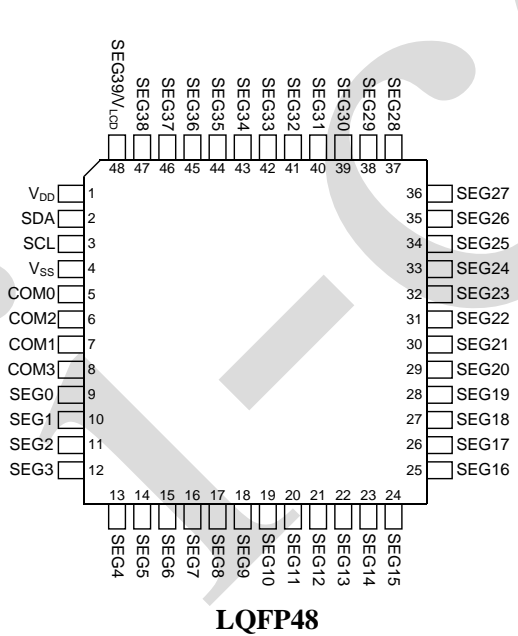 SEG39/VLCD
SEG38
SEG37
SEG36
SEG35
SEG34
SEG33
SEG32
SEG31
SEG30
SEG29
SEG28
48 47 46 45 44 43 42 41 40 39 38 37
VDD 1
SDA 2
SCL 3
VSS 4
COM0 5
COM2 6
COM1 7
COM3 8
SEG0 9
SEG1 10
SEG2 11
SEG3 12
36 SEG27
35 SEG26
34 SEG25
33 SEG24
32 SEG23
31 SEG22
30 SEG21
29 SEG20
28 SEG19
27 SEG18
26 SEG17
25 SEG16
13 14 15 16 17 18 19 20 21 22 23 24
SEG4
SEG5
SEG6
SEG7
SEG8
SEG9
SEG10
SEG11
SEG12
SEG13
SEG14
SEG15
LQFP48